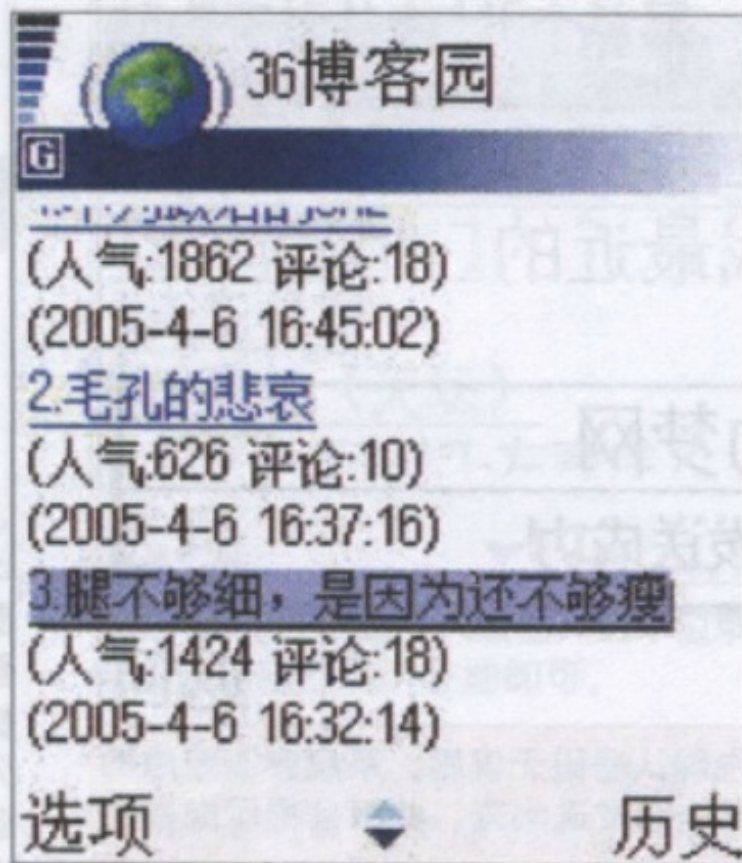 36博客园
G
(人气:1862 评论:18)
(2005-4-6 16:45:02)
2.毛孔的悲哀
(人气:626 评论:10)
(2005-4-6 16:37:16)
3.腿不够细，是因为还不够瘦
(人气:1424 评论:18)
(2005-4-6 16:32:14)
选项
历史